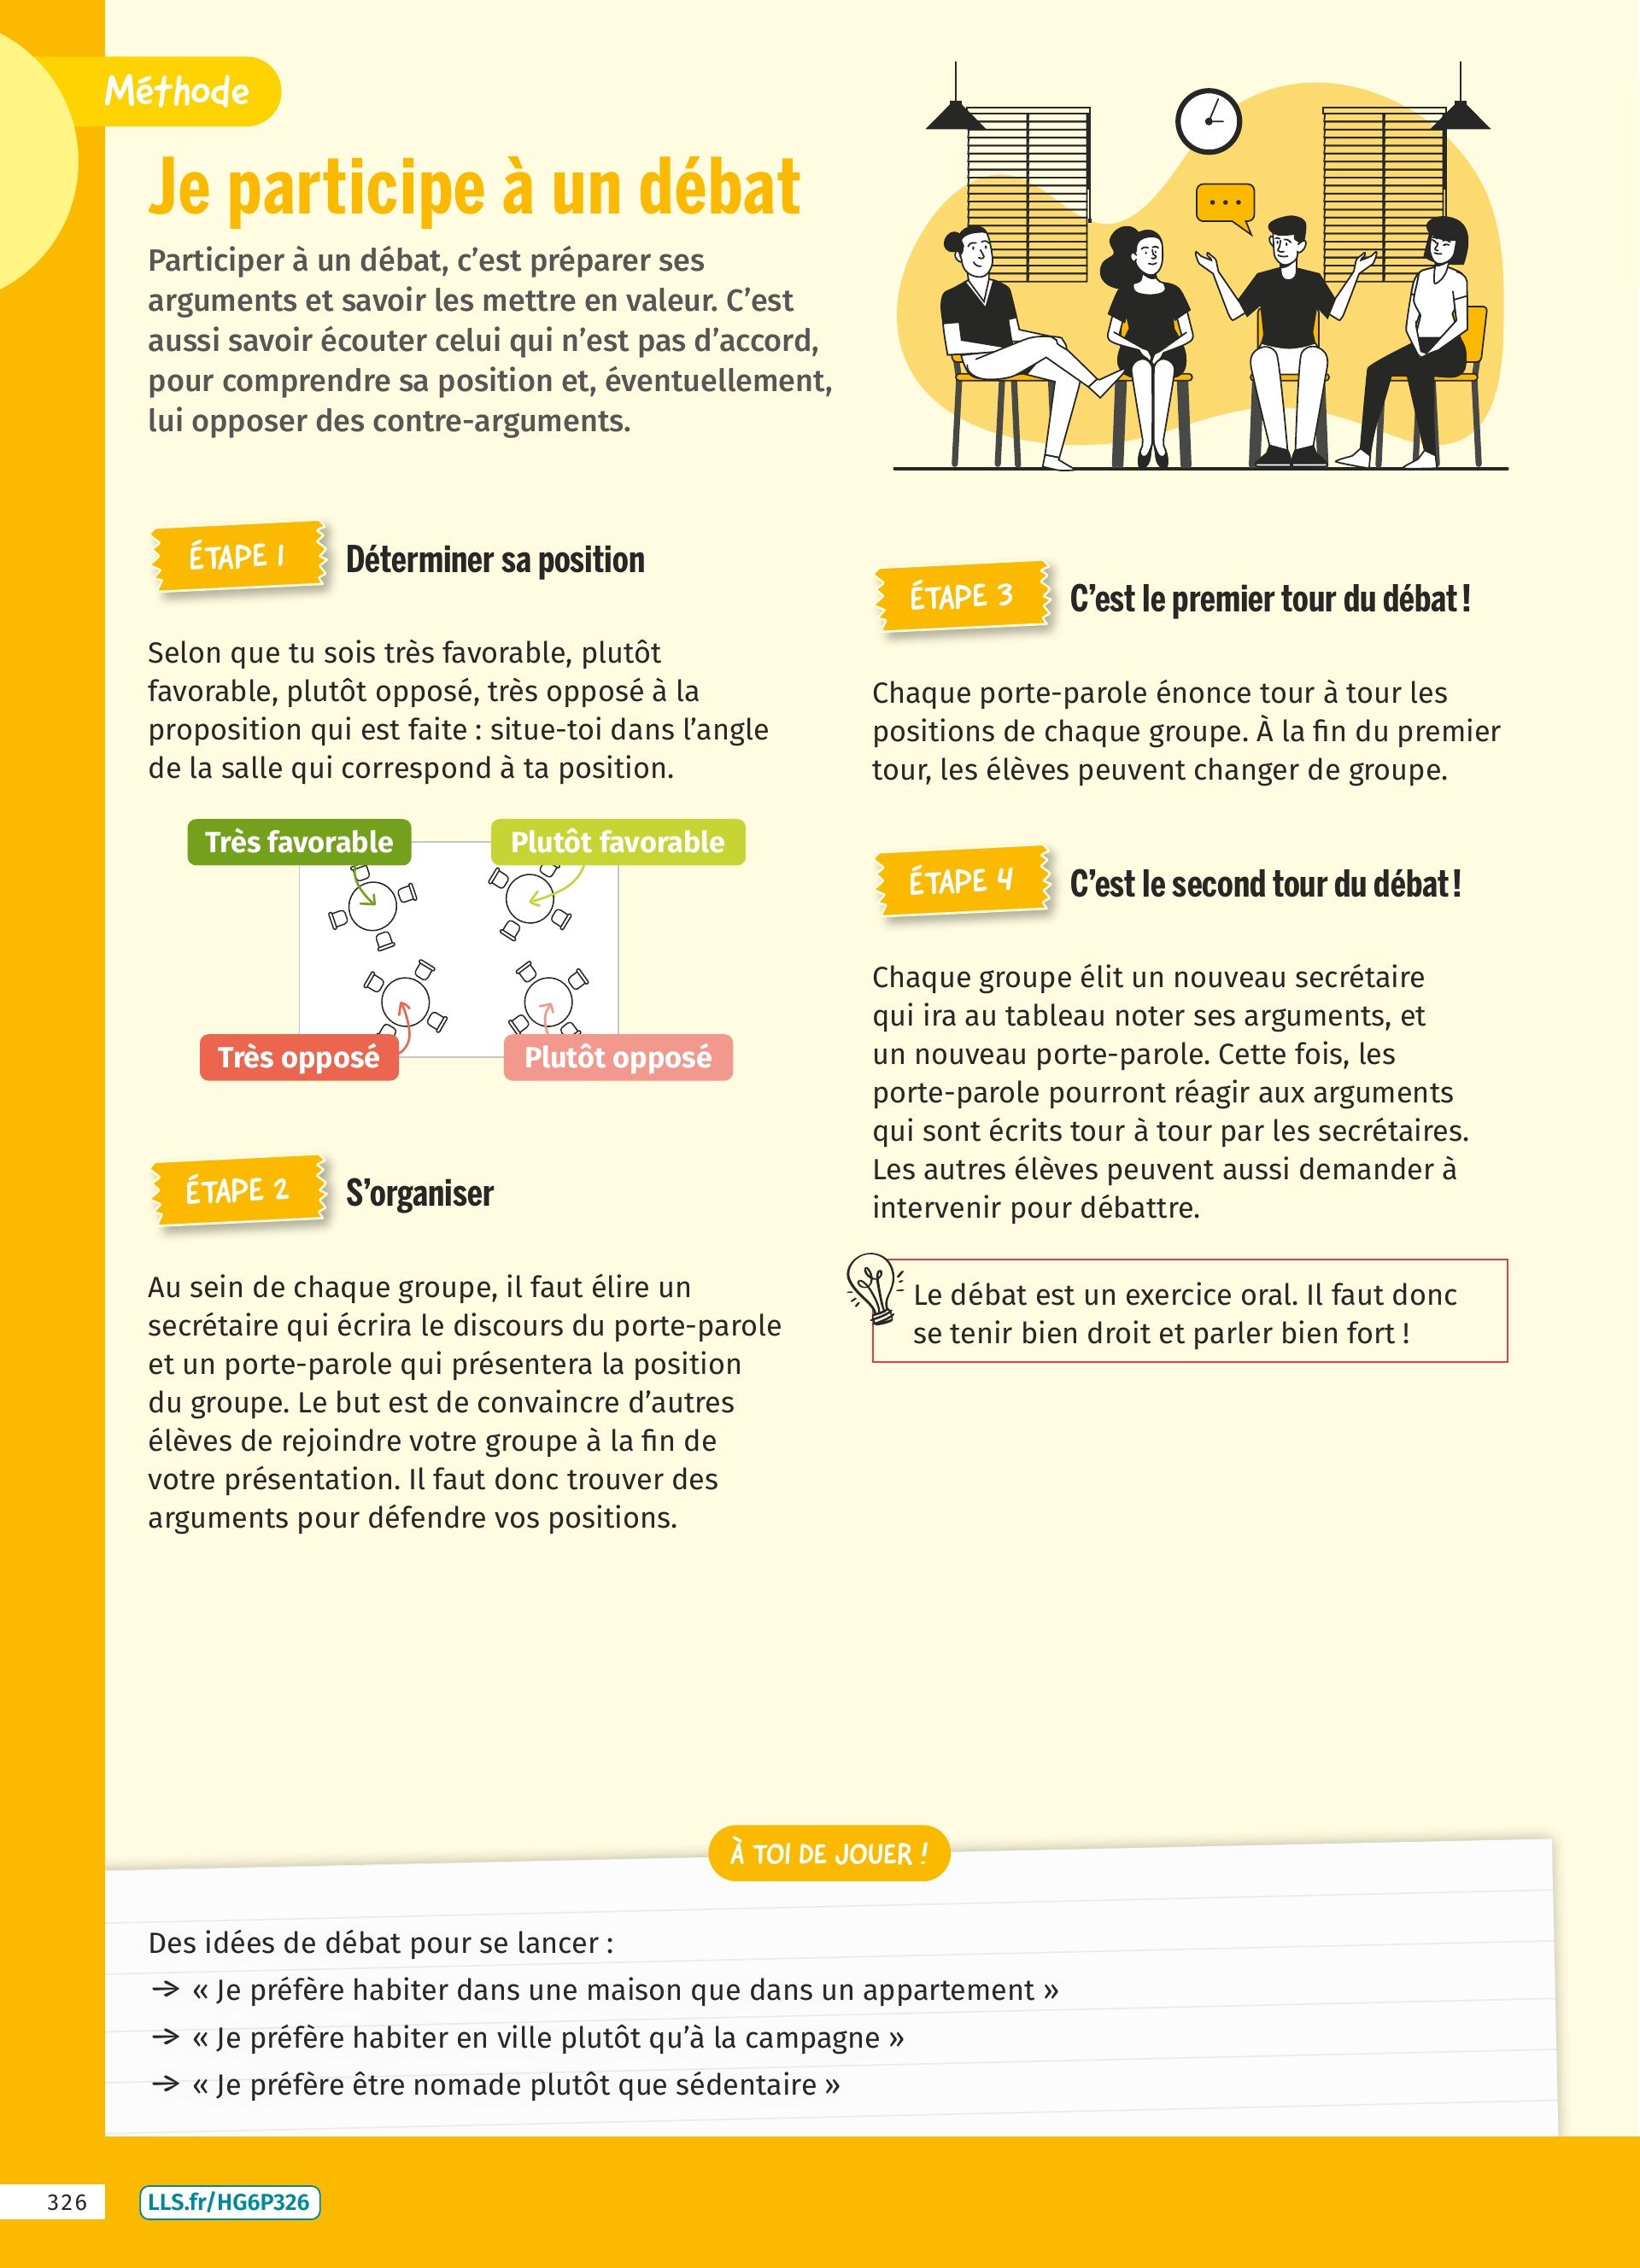 Méthode
Je participe à un débat
Participer à un débat, c’est préparer ses
arguments et savoir les mettre en valeur. C’est
aussi savoir écouter celui qui n’est pas d’accord,
pour comprendre sa position et, éventuellement,
lui opposer des contre-arguments.
ÉTAPE 1 Déterminer sa position
Selon que tu sois très favorable, plutôt
favorable, plutôt opposé, très opposé à la
proposition qui est faite : situe-toi dans l’angle
de la salle qui correspond à ta position.
Très favorable Plutôt favorable
Très opposé Plutôt opposé
ÉTAPE 2 S’organiser
Au sein de chaque groupe, il faut élire un
secrétaire qui écrira le discours du porte-parole
et un porte-parole qui présentera la position
du groupe. Le but est de convaincre d’autres
élèves de rejoindre votre groupe à la fin de
votre présentation. Il faut donc trouver des
arguments pour défendre vos positions.
ÉTAPE 3 C’est le premier tour du débat !
Chaque porte-parole énonce tour à tour les
positions de chaque groupe. À la fin du premier
tour, les élèves peuvent changer de groupe.
ÉTAPE 4 C’est le second tour du débat !
Chaque groupe élit un nouveau secrétaire
qui ira au tableau noter ses arguments, et
un nouveau porte-parole. Cette fois, les
porte-parole pourront réagir aux arguments
qui sont écrits tour à tour par les secrétaires.
Les autres élèves peuvent aussi demander à
intervenir pour débattre.
Le débat est un exercice oral. Il faut donc
se tenir bien droit et parler bien fort !
À TOI DE JOUER !
Des idées de débat pour se lancer :
→ « Je préfère habiter dans une maison que dans un appartement »
→ « Je préfère habiter en ville plutôt qu’à la campagne »
→ « Je préfère être nomade plutôt que sédentaire »
326 LLS.fr/HG6P326